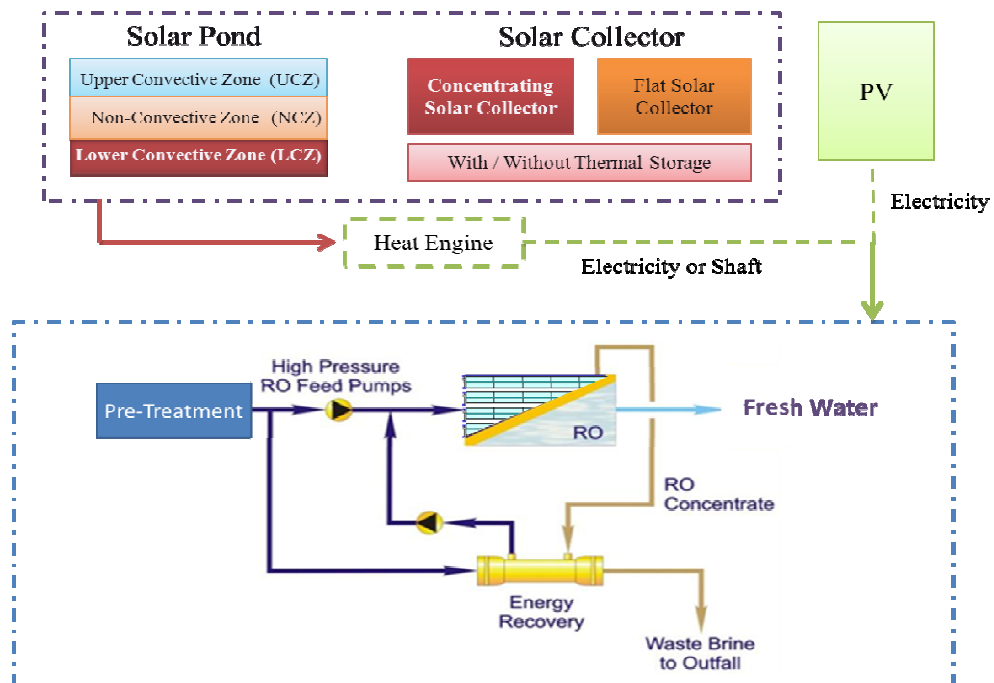 Solar Pond
Solar Collector
Upper Convective Zone (UCZ)
Non-Convective Zone (NCZ)
Lower Convective Zone (LCZ)
Concentrating
Solar Collector
Flat Solar
Collector
With / Without Thermal Storage
PV
Electricity
Heat Engine
Electricity or Shaft
High Pressure
RO Feed Pumps
Pre-Treatment
RO
Fresh Water
RO
Concentrate
Energy
Recovery
Waste Brine
to Outfall